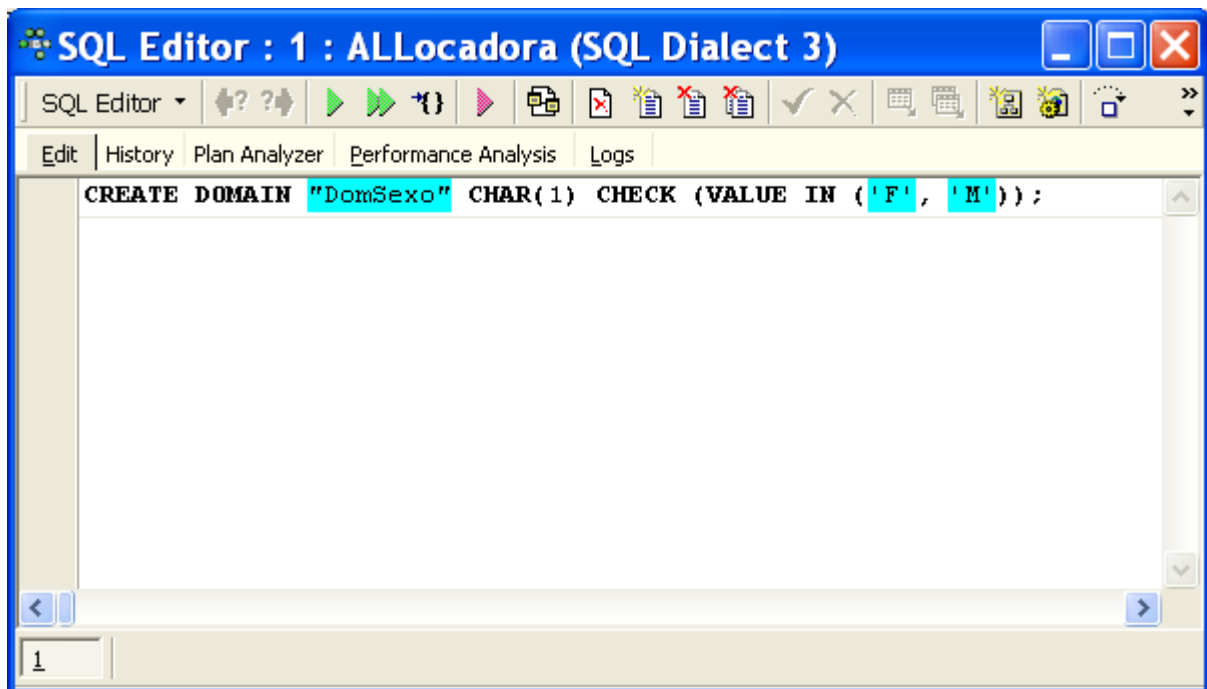 SQL Editor : 1 : ALLocadora (SQL Dialect 3)
SQL Editor
Edit History Plan Analyzer Performance Analysis Logs
CREATE DOMAIN "DomSexo" CHAR(1) CHECK (VALUE IN ('F', 'M'));
1